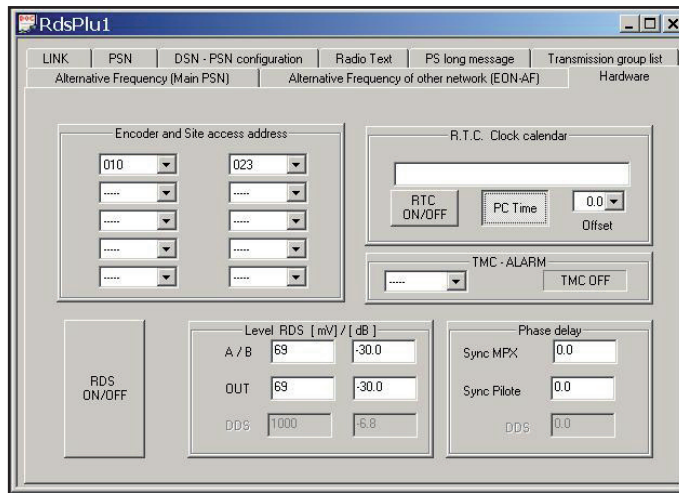 RdsPlu1
LINK PSN DSN - PSN configuration Radio Text PS long message Transmission group list
Alternative Frequency (Main PSN) Alternative Frequency of other network (EON-AF) Hardware
Encoder and Site access address
010 023
----- -----
----- -----
----- -----
----- -----
R.T.C. Clock calendar
RTC
ON/OFF
PC Time
0.0
Offset
TMC - ALARM
----- TMC OFF
RDS
ON/OFF
Level RDS [ mV] / [ dB ]
A / B 69 -30.0
OUT 69 -30.0
DDS 1000 -6.8
Phase delay
Sync MPX 0.0
Sync Pilote 0.0
DDS 0.0